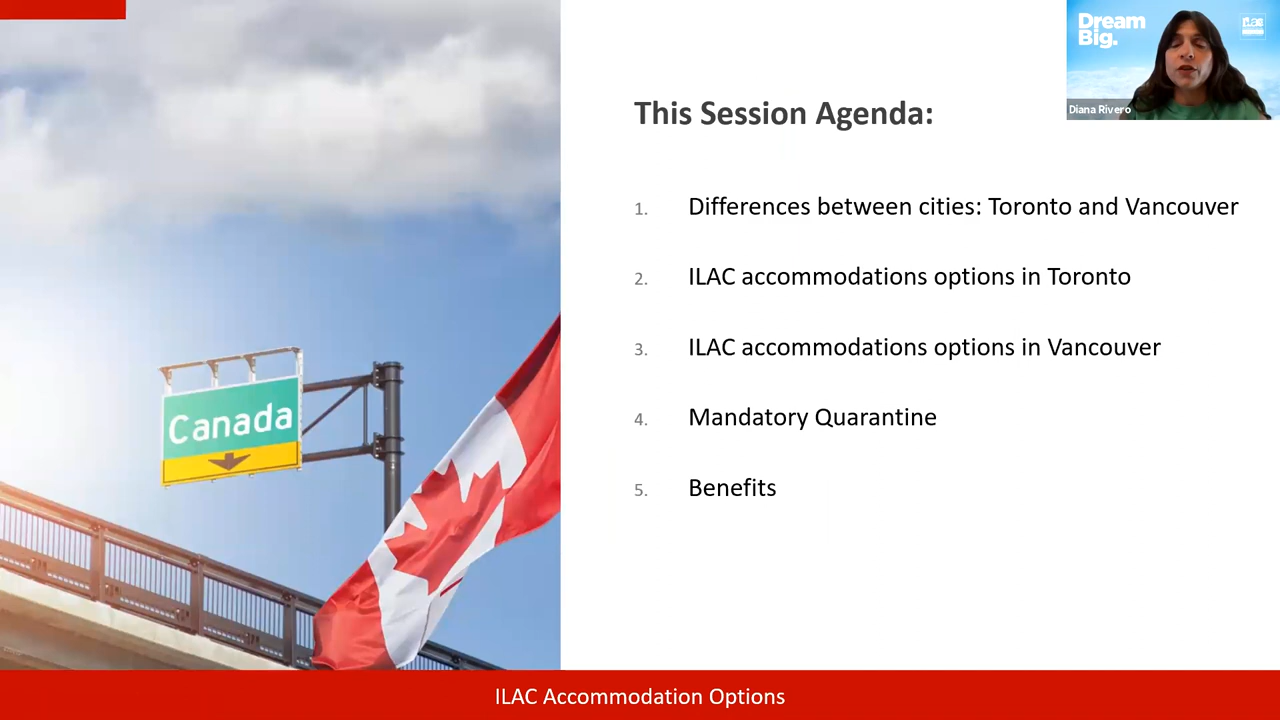 Dream
Big.
ilac
Diana Rivero
This Session Agenda:
1. Differences between cities: Toronto and Vancouver
2. ILAC accommodations options in Toronto
3. ILAC accommodations options in Vancouver
4. Mandatory Quarantine
5. Benefits
Canada
ILAC Accommodation Options